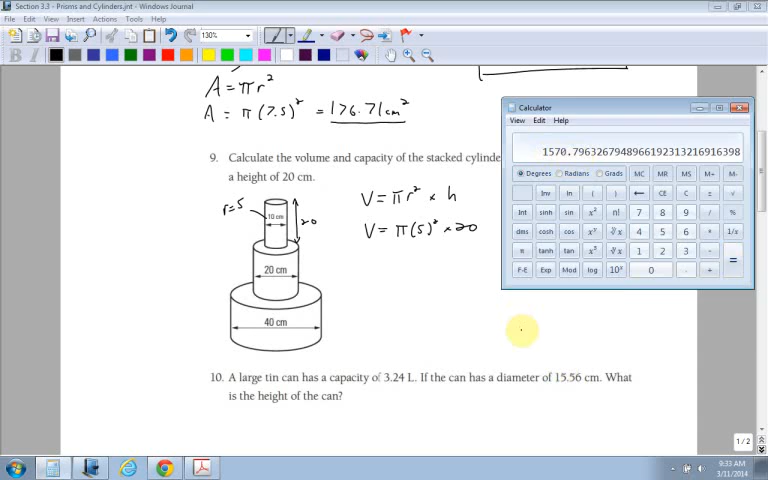 Section 3.3 - Prisms and Cylinders.jnt - Windows Journal
File Edit View Insert Actions Tools Help
130%
B I
A = πr²
A = π(7.5)² = 176.71cm²
9. Calculate the volume and capacity of the stacked cylinde
a height of 20 cm.
r=5
10 cm
20
20 cm
40 cm
V = πr² × h
V = π(5)² × 20
10. A large tin can has a capacity of 3.24 L. If the can has a diameter of 15.56 cm. What
is the height of the can?
Calculator
View Edit Help
1570.7963267948966192313216916398
Degrees Radians Grads MC MR MS M+ M-
Inv ln ( ) ← CE C ± √
Int sinh sin x² n! 7 8 9 / %
dms cosh cos xʸ ʸ√x 4 5 6 * 1/x
π tanh tan x³ ³√x 1 2 3 - =
F-E Exp Mod log 10ˣ 0 . +
1 / 2
9:33 AM
3/11/2014